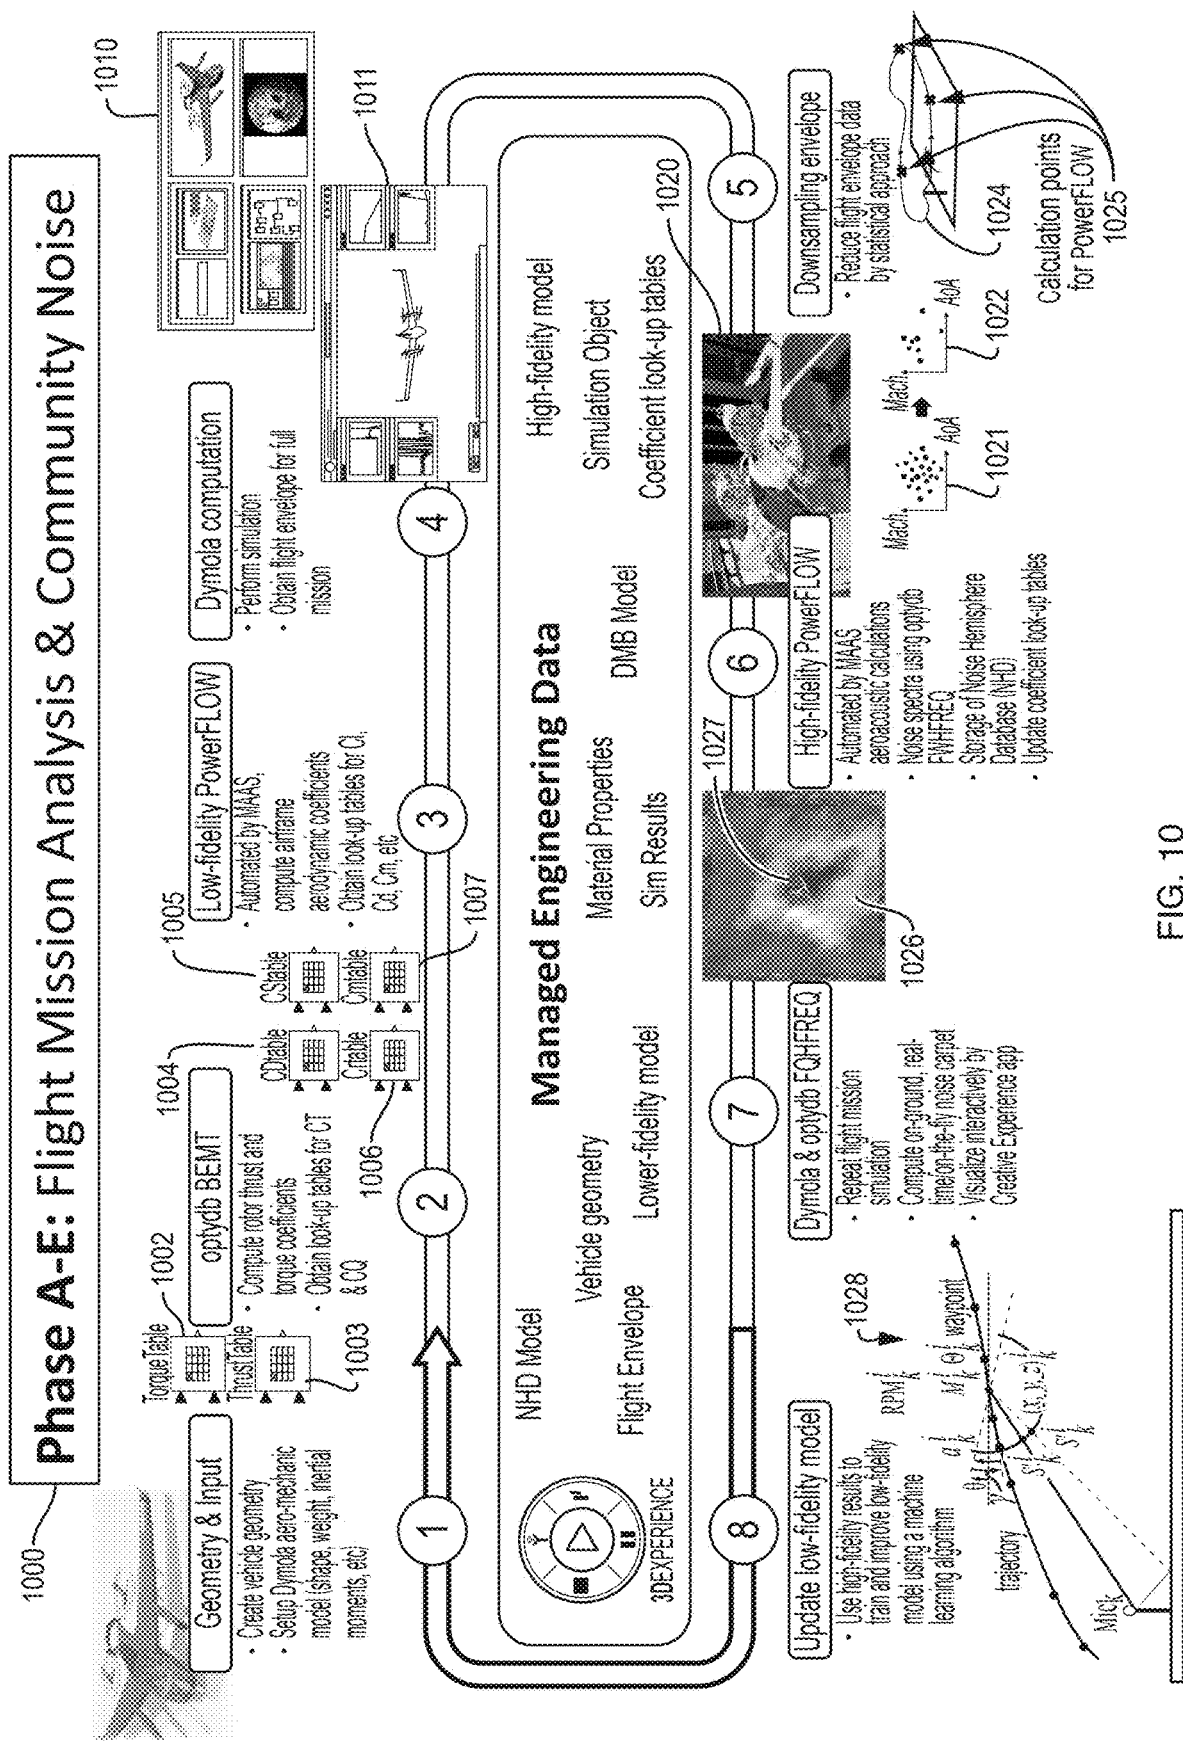 Phase A-E: Flight Mission Analysis & Community Noise
1000
Geometry & Input
· Create vehicle geometry
· Setup Dymola aero-mechanic
model (shape, weight, inertial
moments, etc)
TorqueTable
1002
ThrustTable
1003
optydb BEMT
· Compute rotor thrust and
torque coefficients
· Obtain look-up tables for CT
& CQ
1004
CDtable
1005
CStable
Crtable
1006
Cmtable
1007
Low-fidelity PowerFLOW
· Automated by MAAS,
compute airframe
aerodynamic coefficients
· Obtain look-up tables for Cl,
Cd, Cm, etc
Dymola computation
· Perform simulation
· Obtain flight envelope for full
mission
1010
1011
1
2
3
4
NHD Model
Vehicle geometry
Flight Envelope
Lower-fidelity model
Managed Engineering Data
Material Properties
Sim Results
DMB Model
High-fidelity model
Simulation Object
Coefficient look-up tables
3DEXPERIENCE
8
7
6
5
1020
1027
1026
Update low-fidelity model
· Use high-fidelity results to
train and improve low-fidelity
model using a machine
learning algorithm
Dymola & optydb FQHFREQ
· Repeat flight mission
simulation
· Compute on-ground, real-
time/on-the-fly noise carpet
· Visualize interactively by
Creative Experience app
High-fidelity PowerFLOW
· Automated by MAAS
aeroacoustic calculations
· Noise spectra using optydb
FWHFREQ
· Storage of Noise Hemisphere
Database (NHD)
· Update coefficient look-up tables
Downsampling envelope
· Reduce flight envelope data
by statistical approach
1028
trajectory
waypoint
Mic k
Mach
AoA
1021
Mach
AoA
1022
1024
Calculation points
for PowerFLOW
1025
FIG. 10